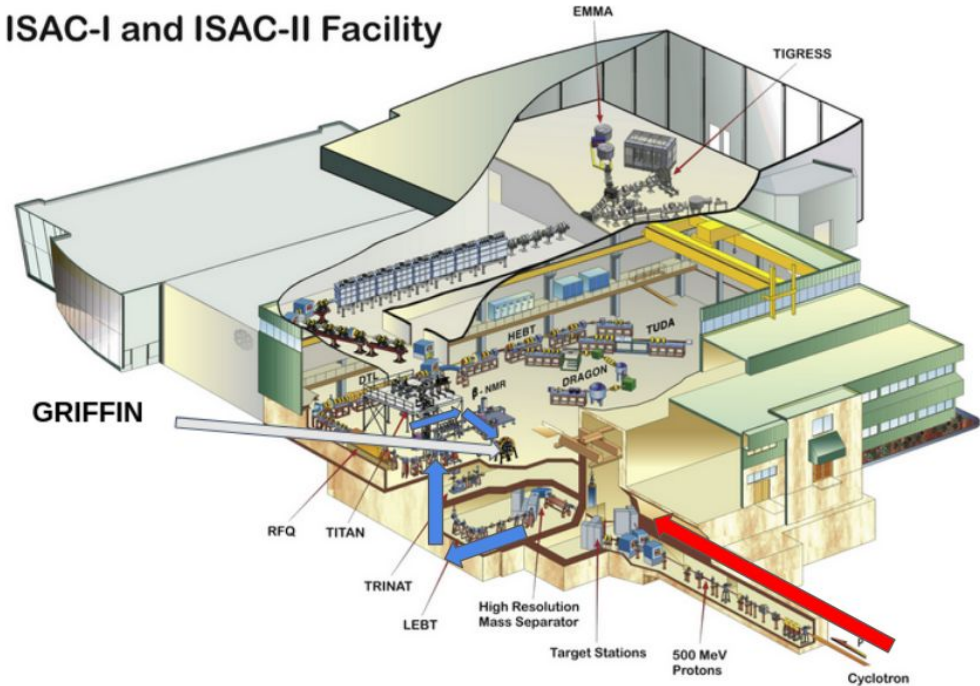 ISAC-I and ISAC-II Facility
EMMA
TIGRESS
HEBT
TUDA
DTL
β - NMR
DRAGON
GRIFFIN
RFQ
TITAN
TRINAT
LEBT
High Resolution
Mass Separator
Target Stations
500 MeV
Protons
P
Cyclotron